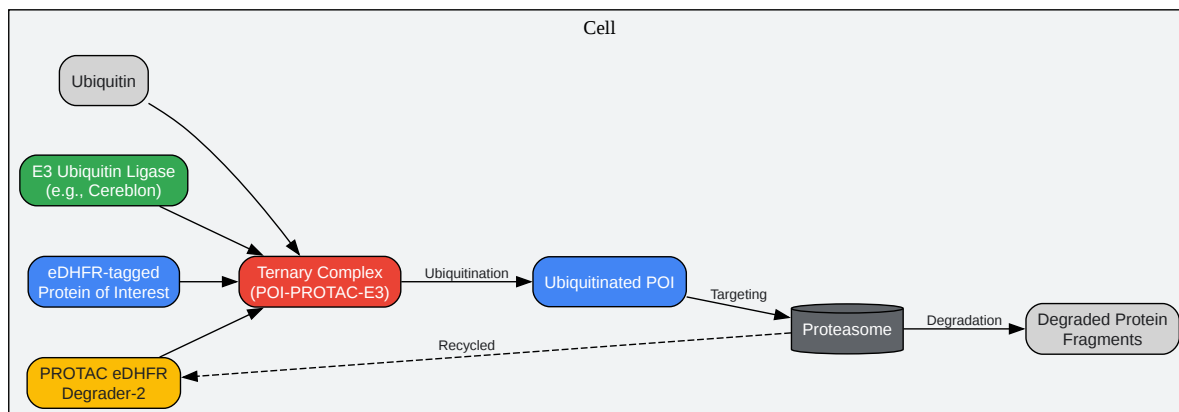 Cell
Ubiquitin
E3 Ubiquitin Ligase
(e.g., Cereblon)
eDHFR-tagged
Protein of Interest
PROTAC eDHFR
Degrader-2
Ternary Complex
(POI-PROTAC-E3)
Ubiquitination
Ubiquitinated POI
Targeting
Proteasome
Recycled
Degradation
Degraded Protein
Fragments